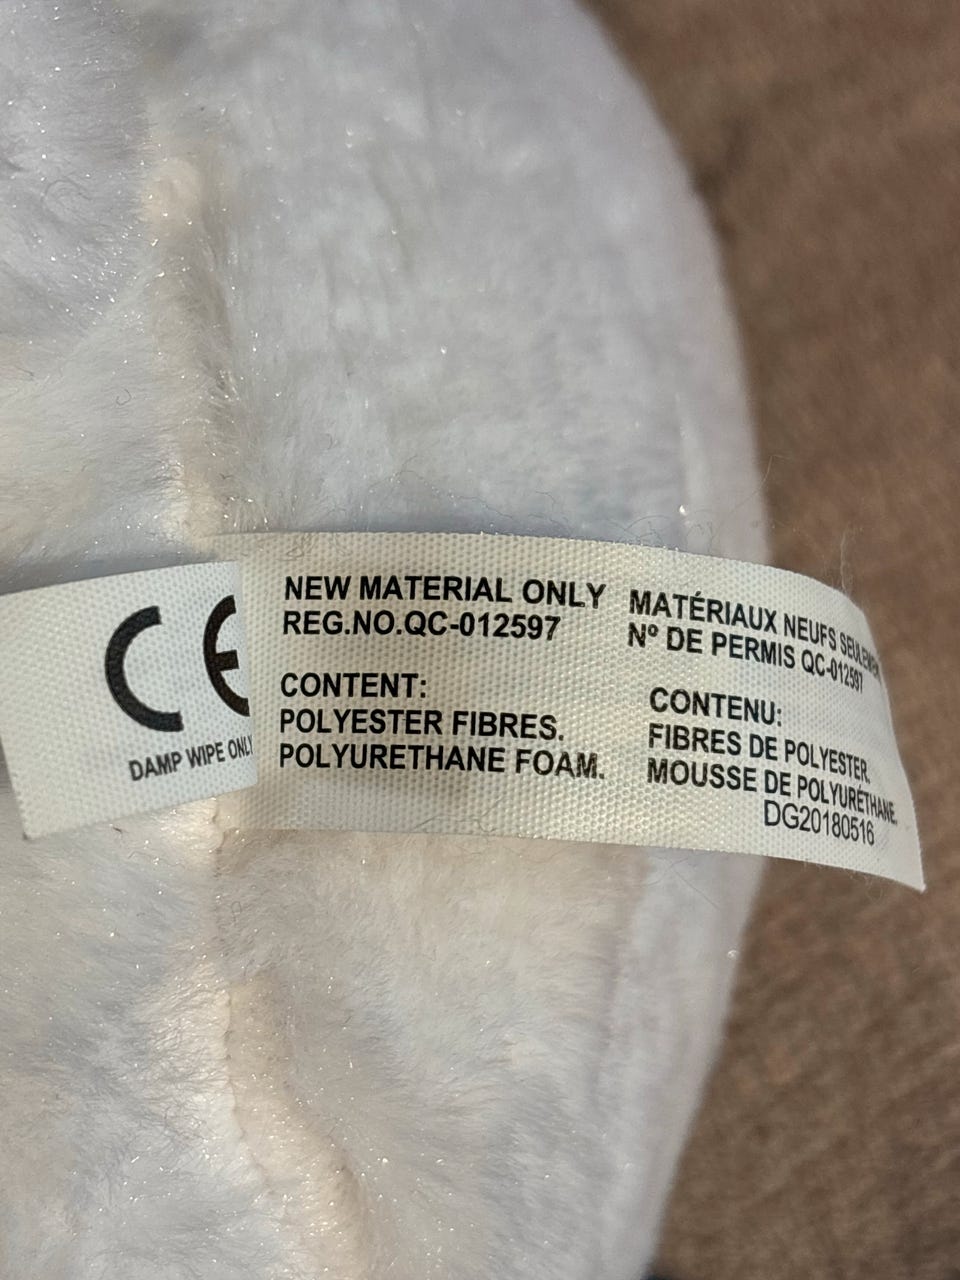 CE
DAMP WIPE ONLY
NEW MATERIAL ONLY
REG.NO.QC-012597
CONTENT:
POLYESTER FIBRES.
POLYURETHANE FOAM.
MATÉRIAUX NEUFS SEULEMENT
Nº DE PERMIS QC-012597
CONTENU:
FIBRES DE POLYESTER.
MOUSSE DE POLYURÉTHANE.
DG20180516